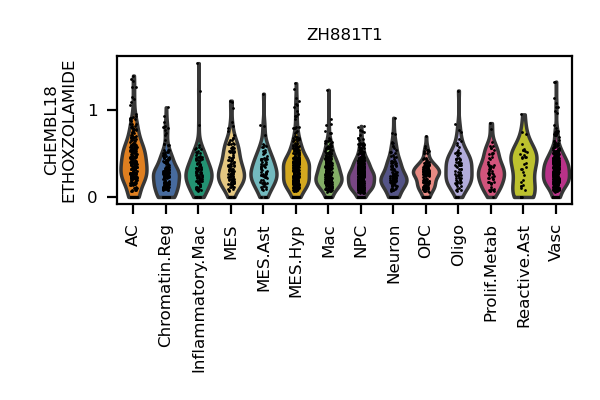 ZH881T1
CHEMBL18
ETHOXZOLAMIDE
1
0
AC
Chromatin.Reg
Inflammatory.Mac
MES
MES.Ast
MES.Hyp
Mac
NPC
Neuron
OPC
Oligo
Prolif.Metab
Reactive.Ast
Vasc